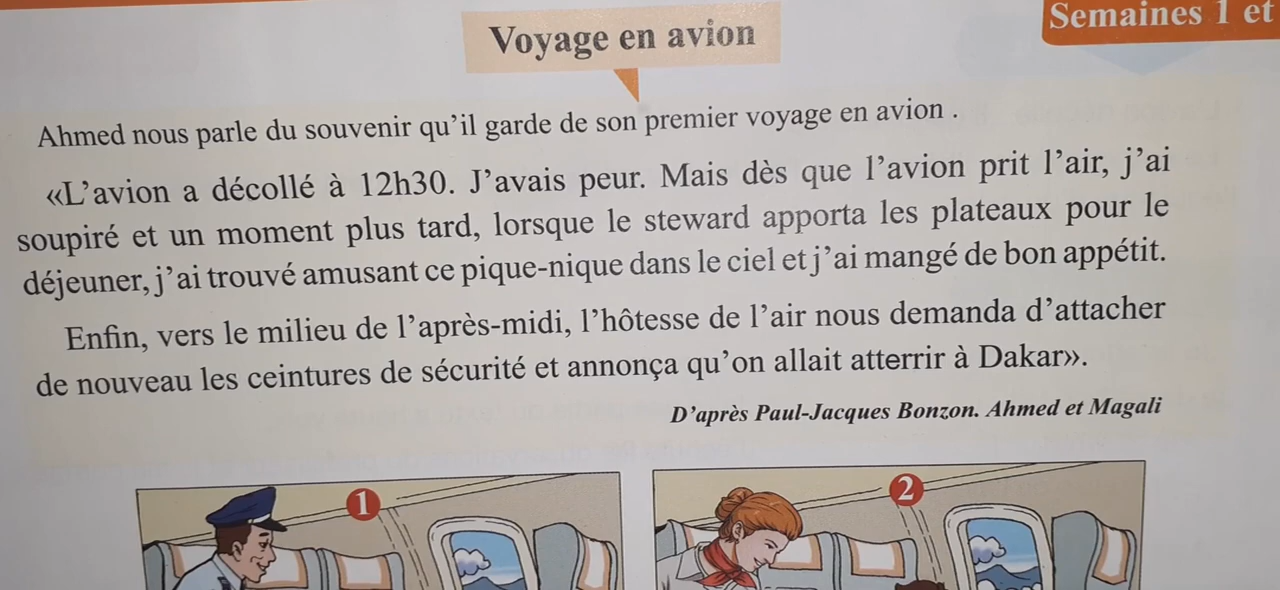 Semaines 1 et
Voyage en avion
Ahmed nous parle du souvenir qu'il garde de son premier voyage en avion .
«L'avion a décollé à 12h30. J'avais peur. Mais dès que l'avion prit l'air, j'ai
soupiré et un moment plus tard, lorsque le steward apporta les plateaux pour le
déjeuner, j'ai trouvé amusant ce pique-nique dans le ciel et j'ai mangé de bon appétit.
Enfin, vers le milieu de l'après-midi, l'hôtesse de l'air nous demanda d'attacher
de nouveau les ceintures de sécurité et annonça qu'on allait atterrir à Dakar».
D'après Paul-Jacques Bonzon. Ahmed et Magali
1
2